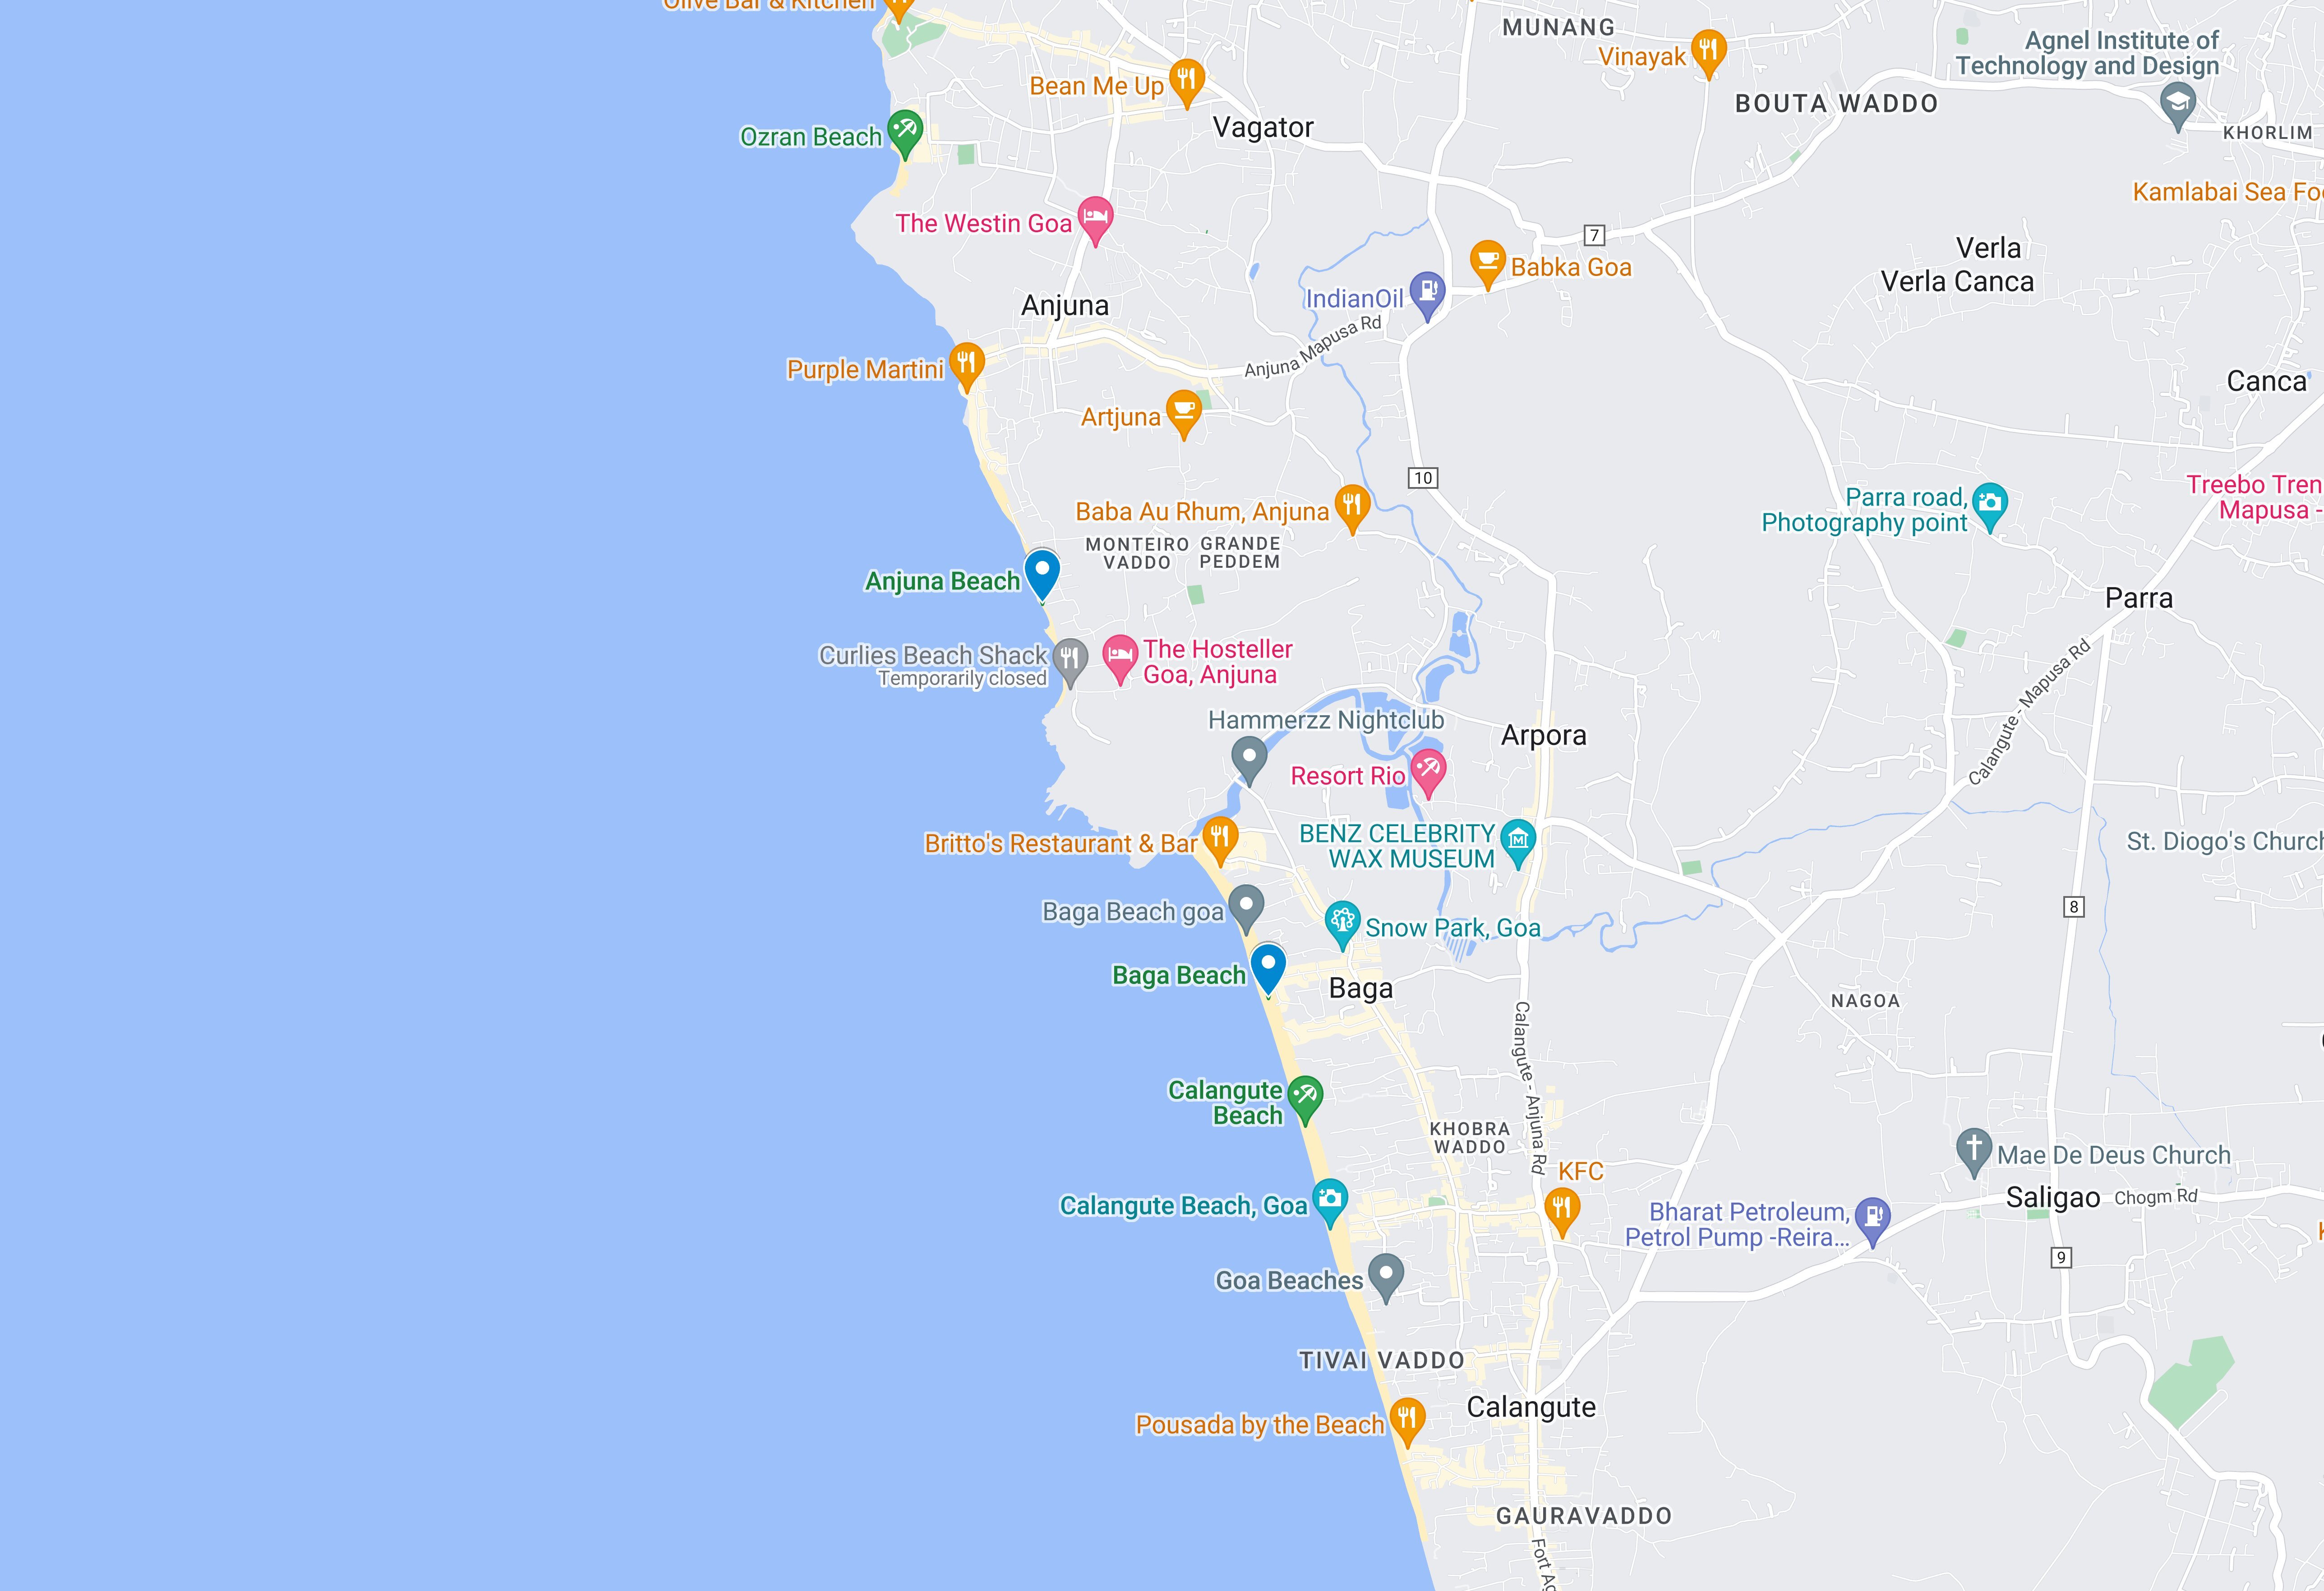 Olive Bar & Kitchen
MUNANG
Vinayak
Agnel Institute of
Technology and Design
Bean Me Up
BOUTA WADDO
Vagator
KHORLIM
Ozran Beach
Kamlabai Sea Foo
The Westin Goa
7
Babka Goa
Verla
Verla Canca
IndianOil
Anjuna
Anjuna Mapusa Rd
Purple Martini
Canca
Artjuna
10
Treebo Tren
Mapusa -
Parra road,
Photography point
Baba Au Rhum, Anjuna
MONTEIRO
VADDO
GRANDE
PEDDEM
Anjuna Beach
Parra
Curlies Beach Shack
Temporarily closed
The Hosteller
Goa, Anjuna
Calangute - Mapusa Rd
Hammerzz Nightclub
Arpora
Resort Rio
Britto's Restaurant & Bar
BENZ CELEBRITY
WAX MUSEUM
St. Diogo's Church
Baga Beach goa
8
Snow Park, Goa
Baga Beach
Baga
NAGOA
Calangute - Anjuna Rd
Calangute
Beach
KHOBRA
WADDO
Mae De Deus Church
KFC
Calangute Beach, Goa
Saligao
Chogm Rd
Bharat Petroleum,
Petrol Pump -Reira...
9
Goa Beaches
TIVAI VADDO
Calangute
Pousada by the Beach
GAURAVADDO
Fort Ag